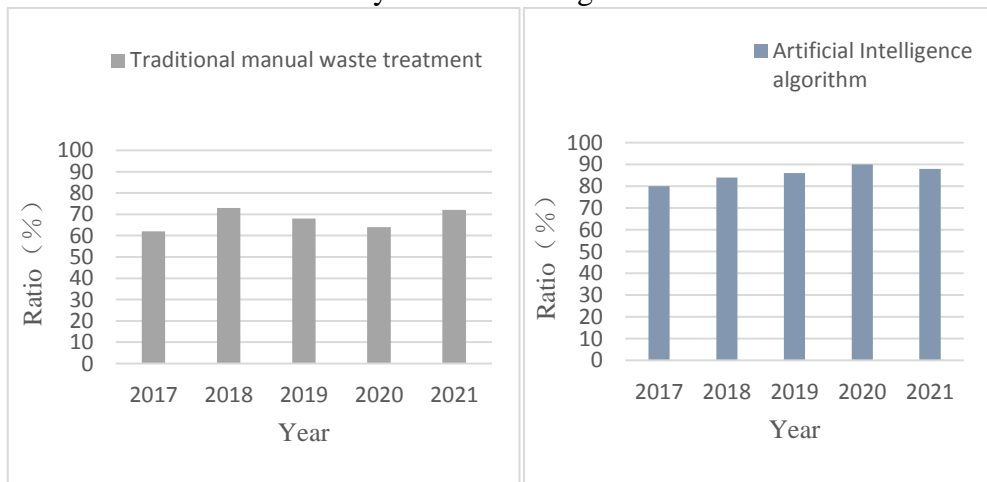 Traditional manual waste treatment
100
90
80
70
60
50
40
30
20
10
0
Ratio（%）
2017 2018 2019 2020 2021
Year
Artificial Intelligence
algorithm
100
90
80
70
60
50
40
30
20
10
0
Ratio（%）
2017 2018 2019 2020 2021
Year